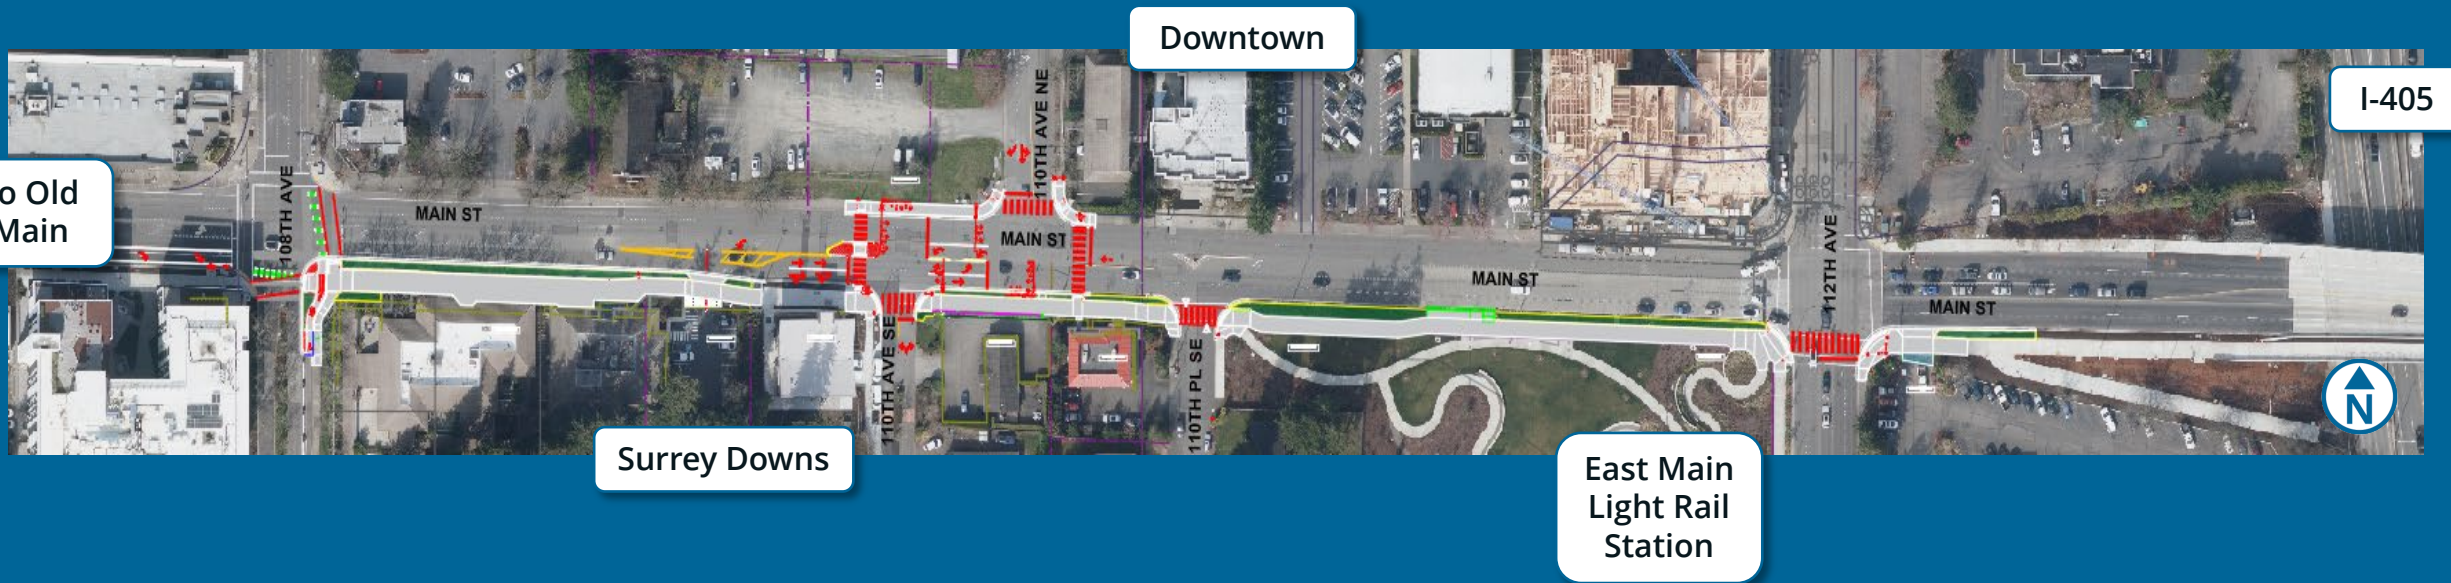 Downtown
I-405
o Old
Main
108TH AVE
MAIN ST
110TH AVE NE
MAIN ST
MAIN ST
112TH AVE
MAIN ST
110TH AVE SE
110TH PL SE
N
Surrey Downs
East Main
Light Rail
Station